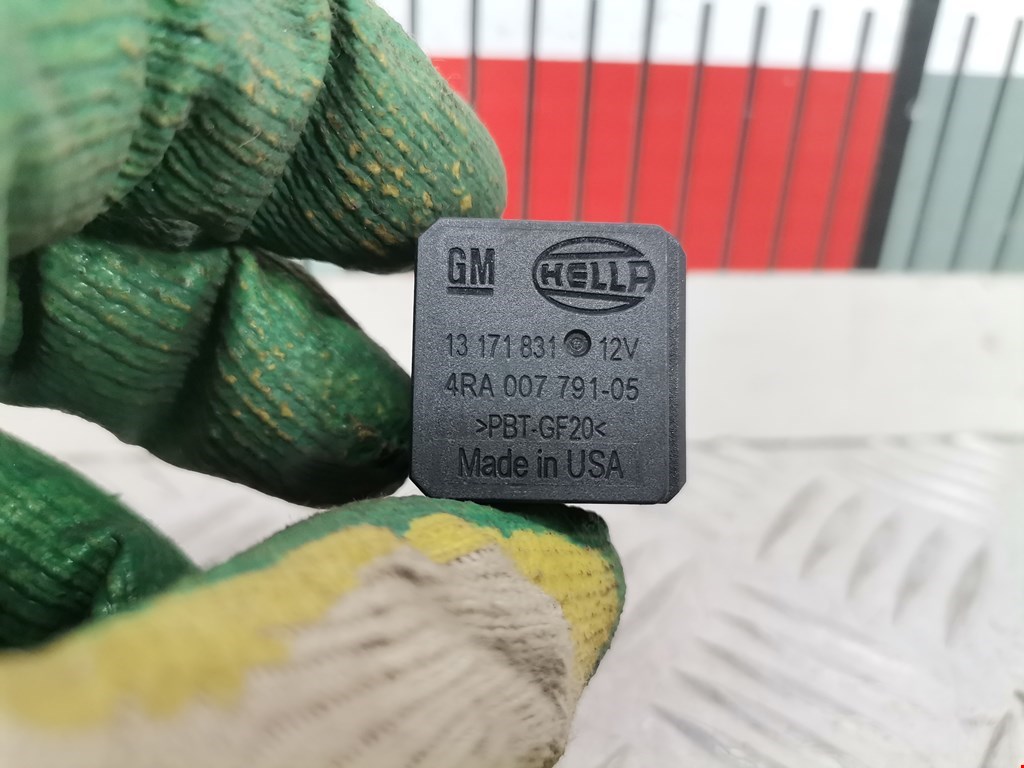 GM HELLA
13 171 831 12V
4RA 007 791-05
>PBT-GF20<
Made in USA